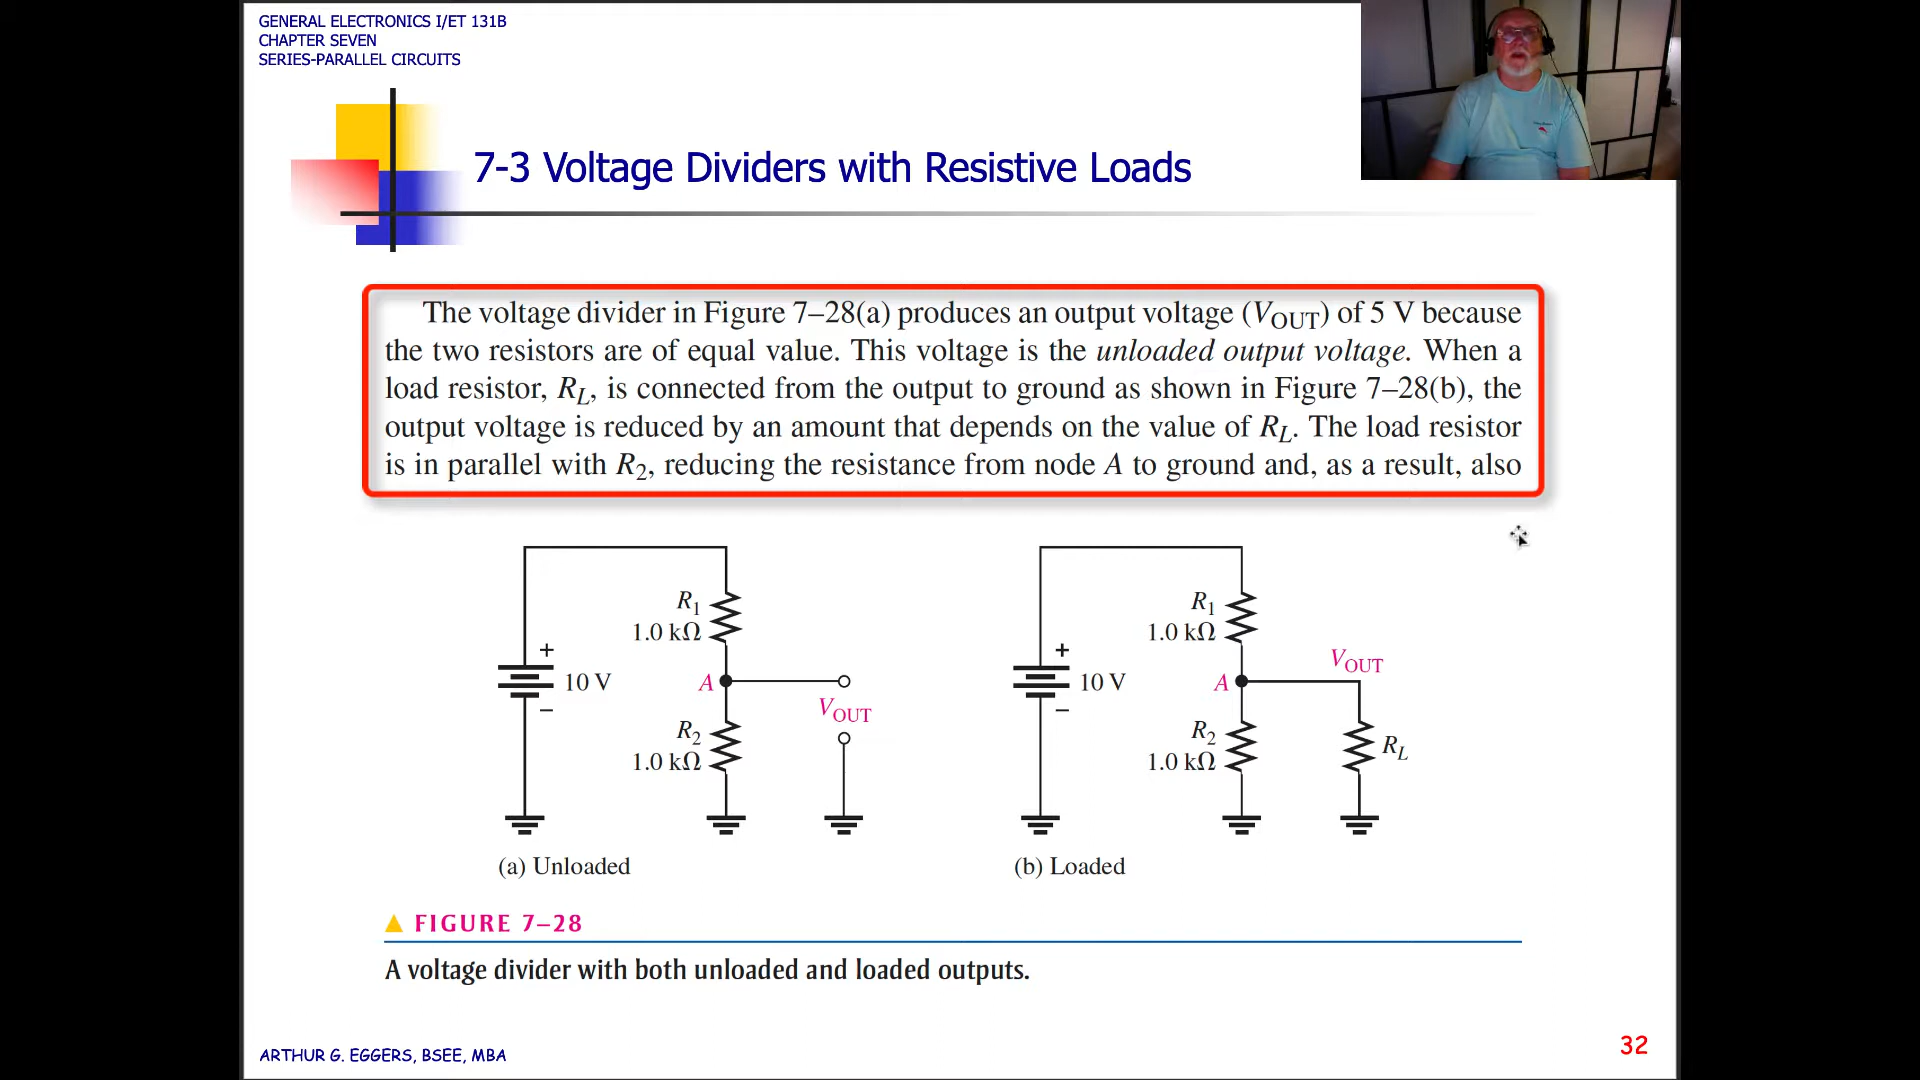 GENERAL ELECTRONICS I/ET 131B
CHAPTER SEVEN
SERIES-PARALLEL CIRCUITS
7-3 Voltage Dividers with Resistive Loads
The voltage divider in Figure 7–28(a) produces an output voltage (VOUT) of 5 V because
the two resistors are of equal value. This voltage is the unloaded output voltage. When a
load resistor, RL, is connected from the output to ground as shown in Figure 7–28(b), the
output voltage is reduced by an amount that depends on the value of RL. The load resistor
is in parallel with R2, reducing the resistance from node A to ground and, as a result, also
R1
1.0 kΩ
+
10 V
–
A
VOUT
R2
1.0 kΩ
(a) Unloaded
R1
1.0 kΩ
+
10 V
–
A
VOUT
R2
1.0 kΩ
RL
(b) Loaded
▲ FIGURE 7–28
A voltage divider with both unloaded and loaded outputs.
ARTHUR G. EGGERS, BSEE, MBA
32